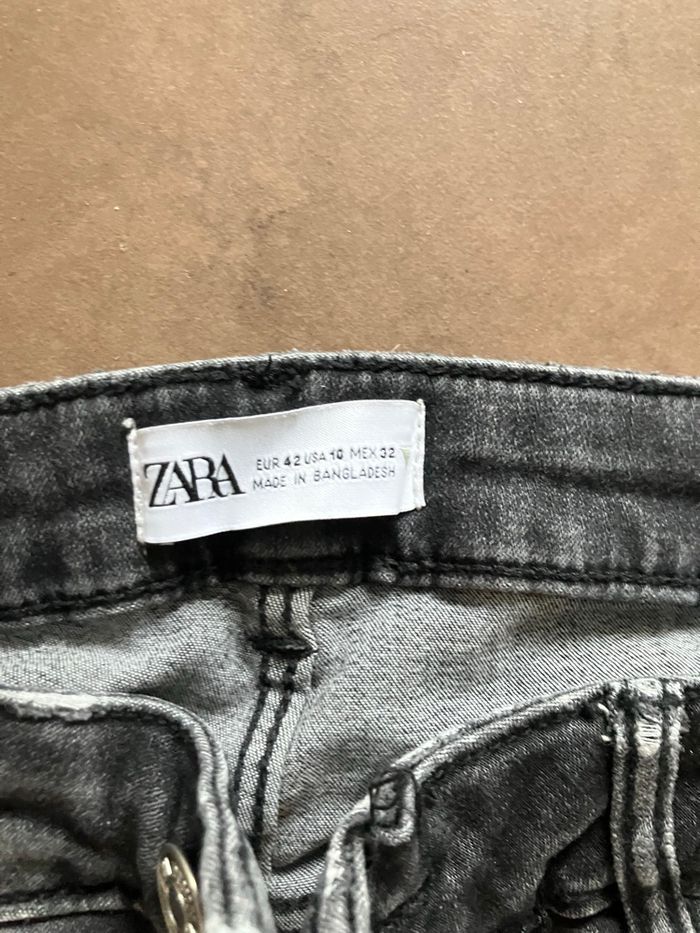 ZARA
EUR 42 USA 10 MEX 32
MADE IN BANGLADESH